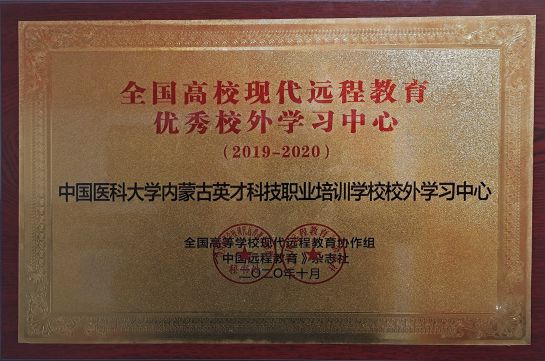 全国高校现代远程教育
优秀校外学习中心
(2019-2020)
中国医科大学内蒙古英才科技职业培训学校校外学习中心
全国高等学校现代远程教育协作组
《中国远程教育》杂志社
二〇二〇年十月